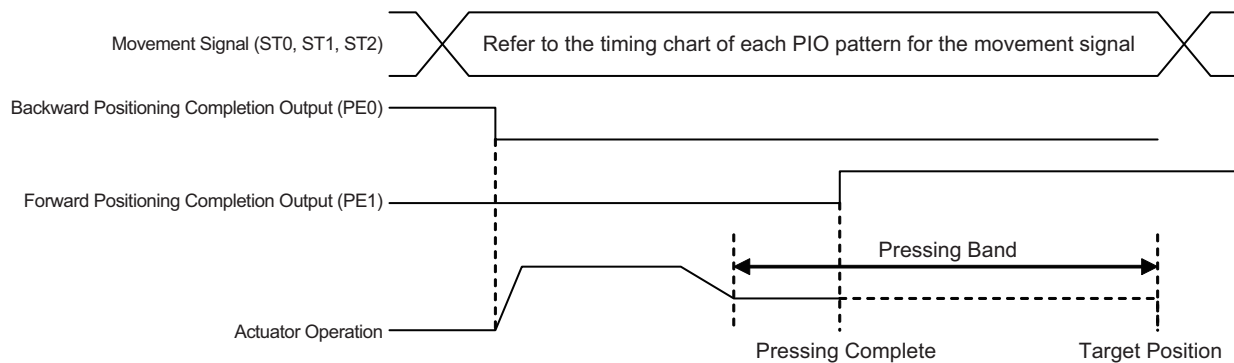 Movement Signal (ST0, ST1, ST2)
Refer to the timing chart of each PIO pattern for the movement signal
Backward Positioning Completion Output (PE0)
Forward Positioning Completion Output (PE1)
Pressing Band
Actuator Operation
Pressing Complete
Target Position